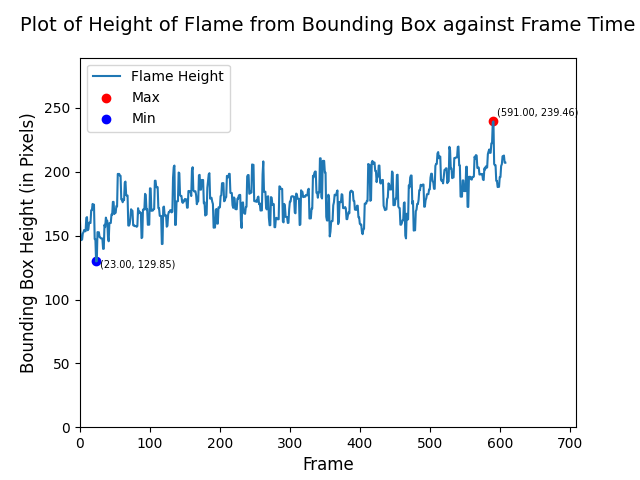 Plot of Height of Flame from Bounding Box against Frame Time
Flame Height
Max
Min
(591.00, 239.46)
(23.00, 129.85)
Bounding Box Height (in Pixels)
250
200
150
100
50
0
0 100 200 300 400 500 600 700
Frame